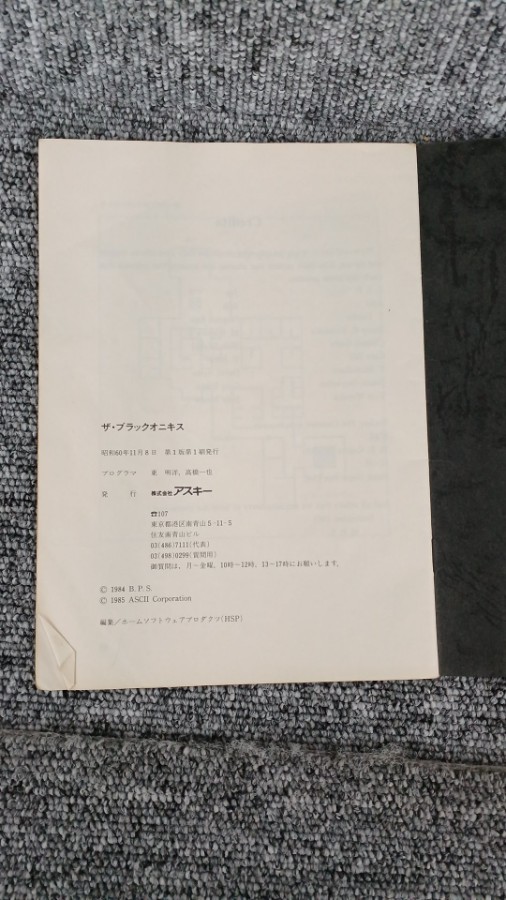 ザ・ブラックオニキス
昭和60年11月8日 第1版第1刷発行
プログラマ 東 明洋、高橋一也
発 行 株式会社アスキー
☎107
東京都港区南青山5-11-5
住友南青山ビル
03(486)7111(代表)
03(498)0299(質問用)
御質問は、月～金曜、10時～12時、13～17時にお願いします。
© 1984 B.P.S.
© 1985 ASCII Corporation
編集／ホームソフトウェアプロダクツ(HSP)